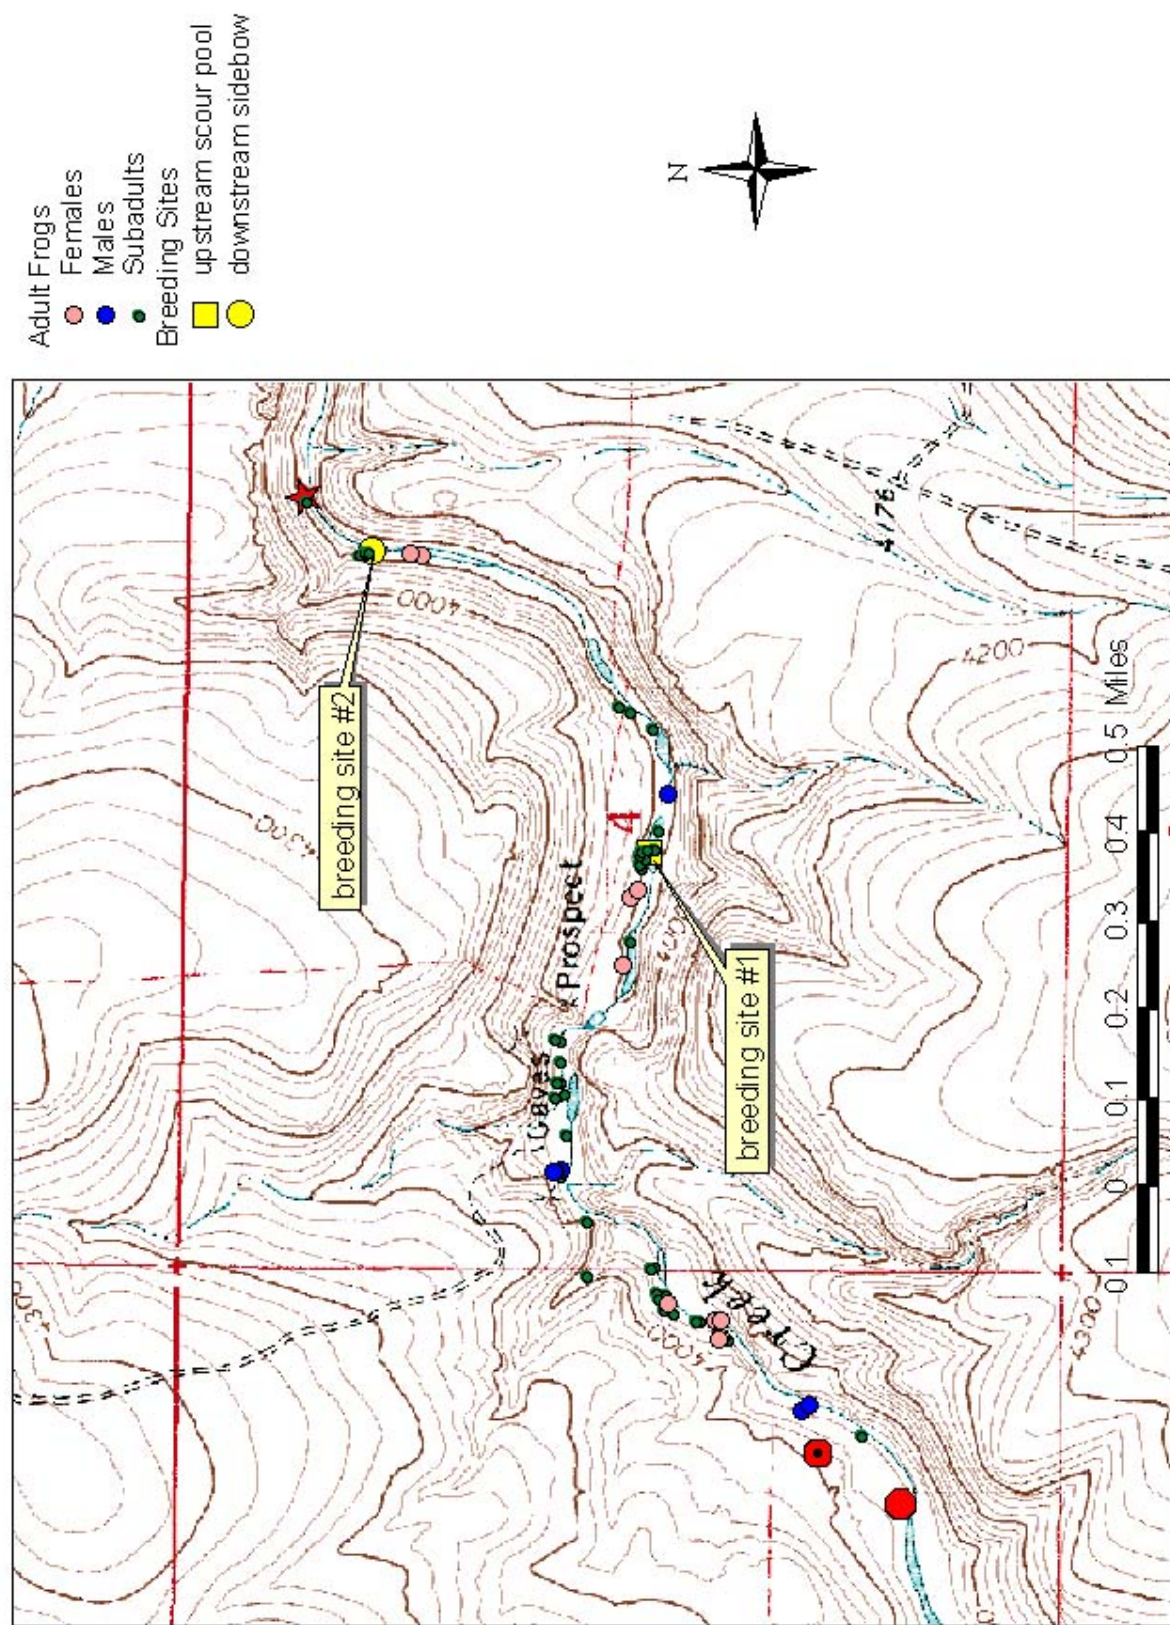 Adult Frogs
Females
Males
Subadults
Breeding Sites
upstream scour pool
downstream sidebow
N
breeding site #2
4000
4300
4200
4176
4
Prospect
Caves
breeding site #1
Creek
4000
0.1 0 0.1 0.2 0.3 0.4 0.5 Miles